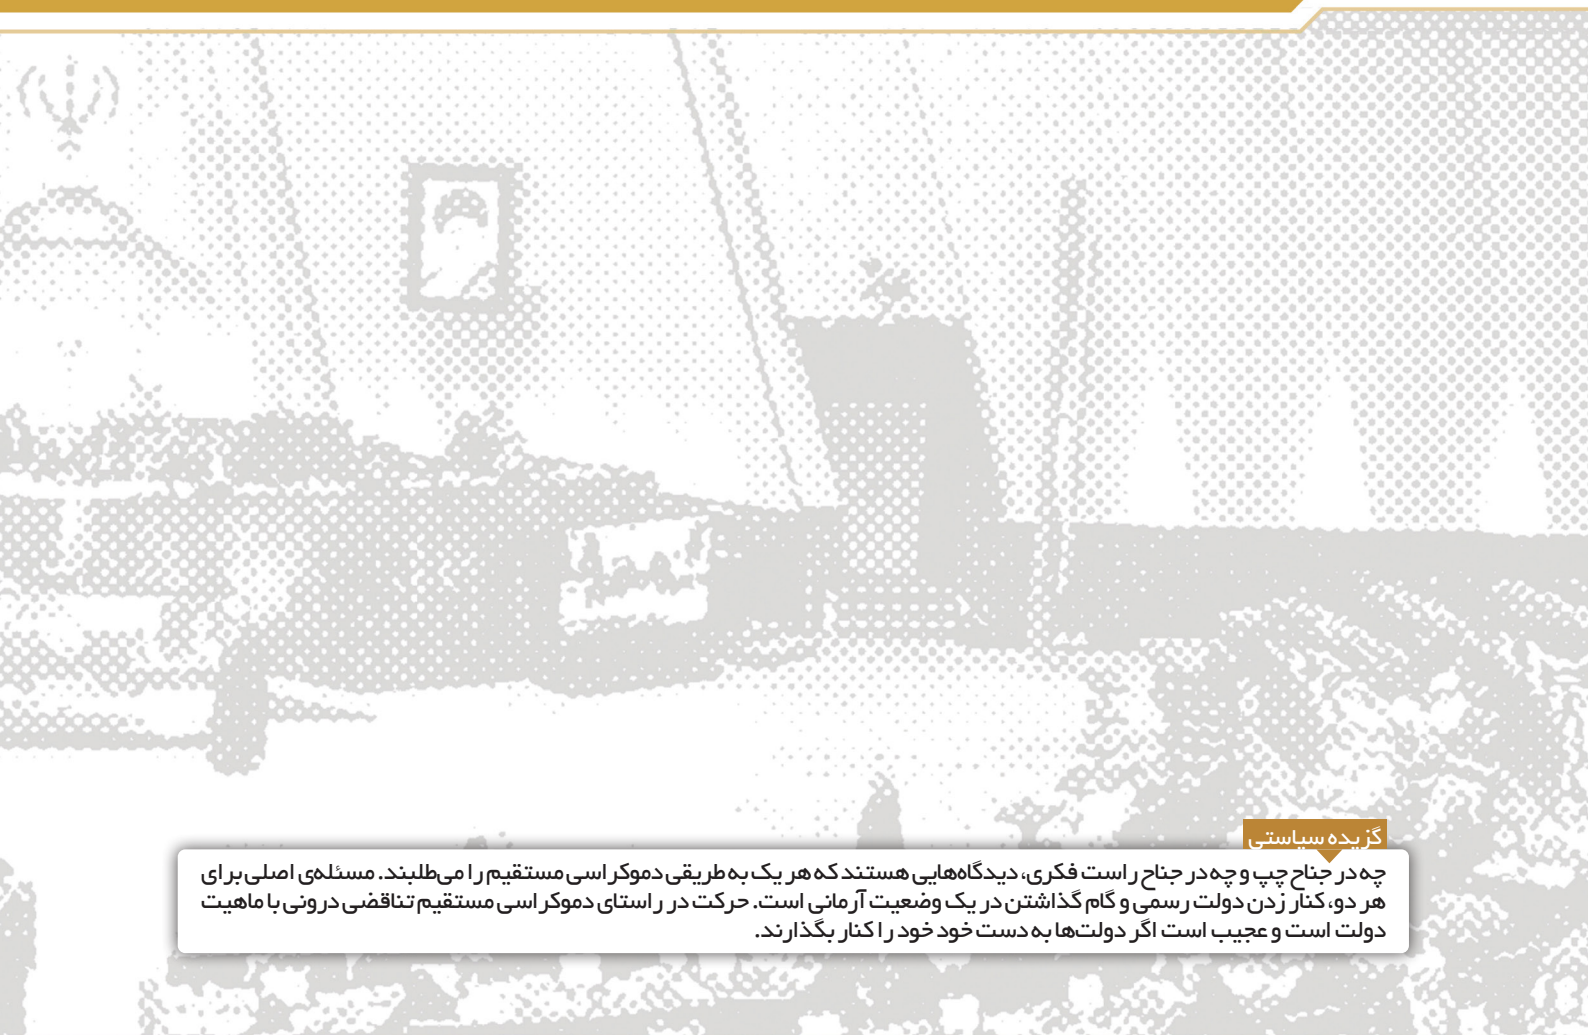 گزیده سیاستی
چه در جناح چپ و چه در جناح راست فکری، دیدگاه‌هایی هستند که هر یک به طریقی دموکراسی مستقیم را می‌طلبند. مسئله‌ی اصلی برای
هر دو، کنار زدن دولت رسمی و گام گذاشتن در یک وضعیت آرمانی است. حرکت در راستای دموکراسی مستقیم تناقضی درونی با ماهیت
دولت است و عجیب است اگر دولت‌ها به دست خود خود را کنار بگذارند.